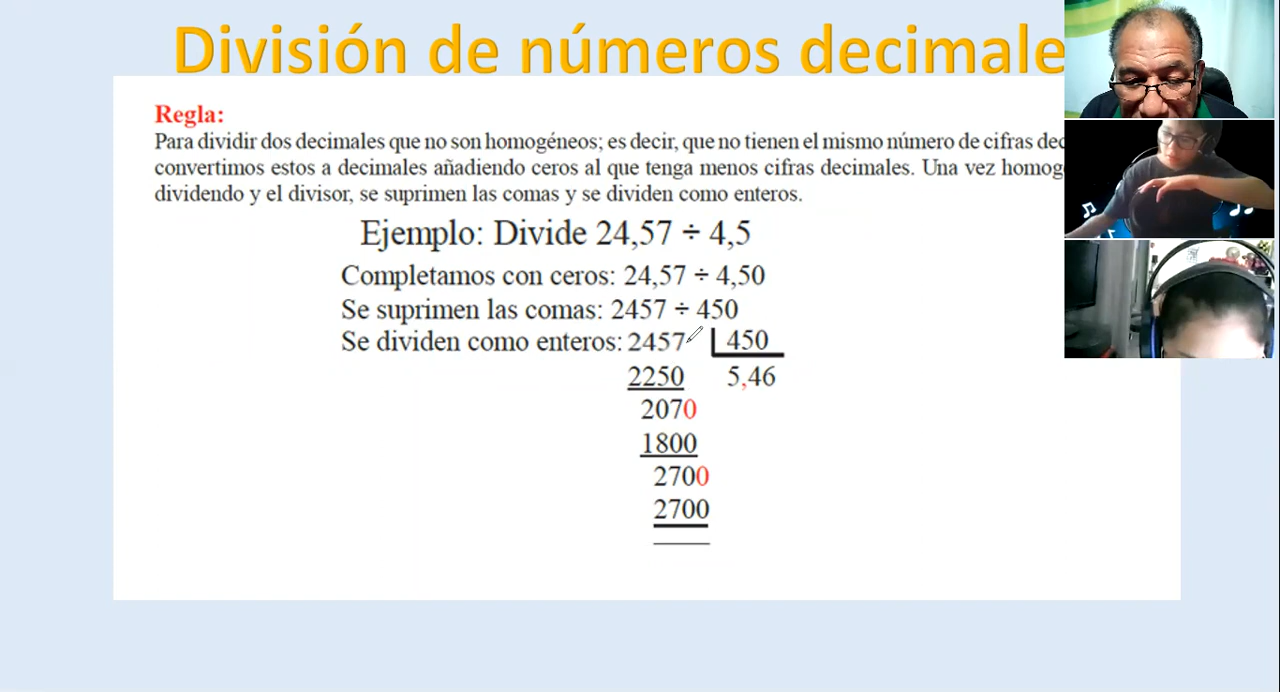 División de números decimale
Regla:
Para dividir dos decimales que no son homogéneos; es decir, que no tienen el mismo número de cifras dec
convertimos estos a decimales añadiendo ceros al que tenga menos cifras decimales. Una vez homog
dividendo y el divisor, se suprimen las comas y se dividen como enteros.
Ejemplo: Divide 24,57 ÷ 4,5
Completamos con ceros: 24,57 ÷ 4,50
Se suprimen las comas: 2457 ÷ 450
Se dividen como enteros: 2457 450
2250 5,46
2070
1800
2700
2700